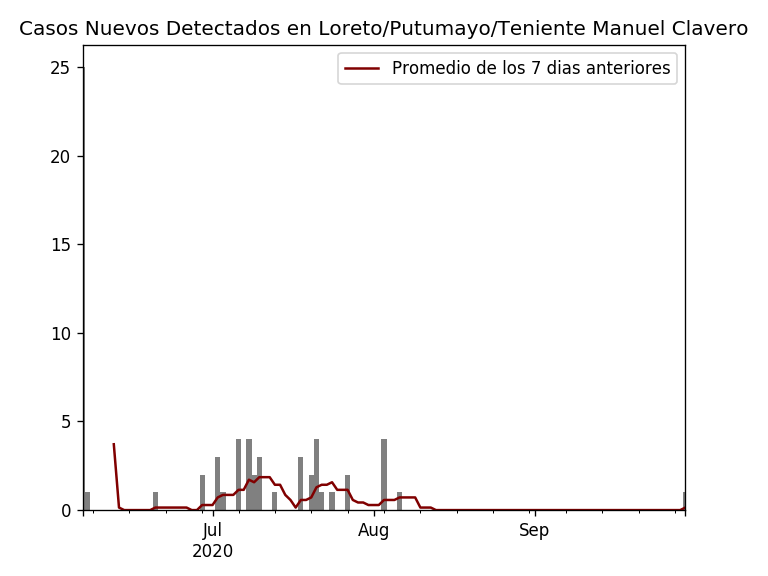 Casos Nuevos Detectados en Loreto/Putumayo/Teniente Manuel Clavero
Promedio de los 7 dias anteriores
25
20
15
10
5
0
Jul
2020
Aug
Sep